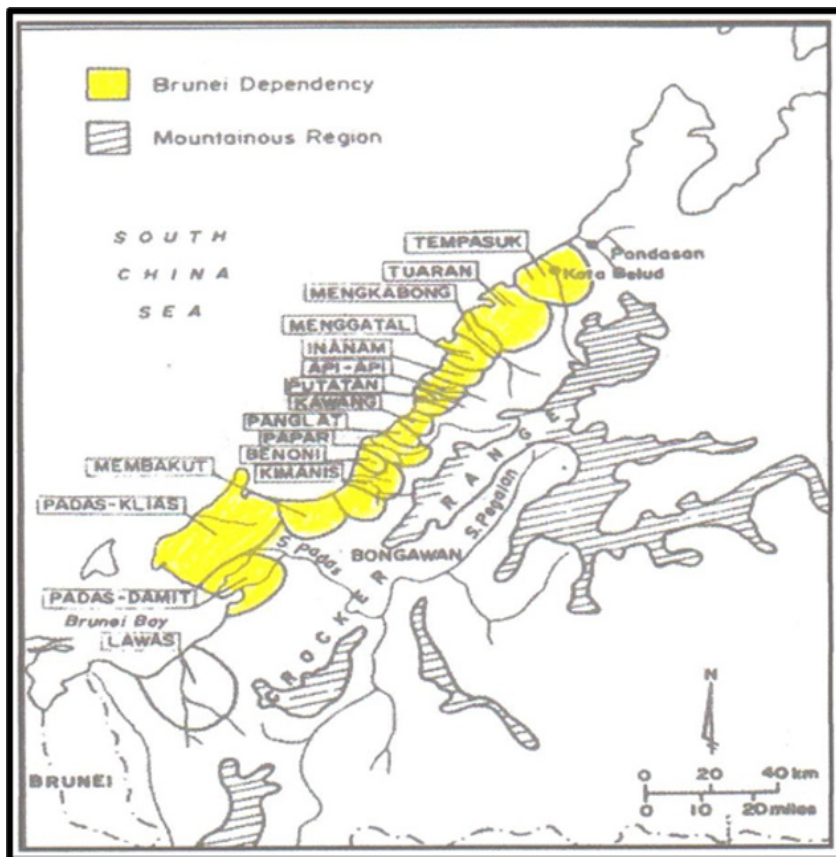 Brunei Dependency
Mountainous Region
SOUTH
CHINA
SEA
TEMPASUK
Pandasan
TUARAN
Kota Belud
MENGKABONG
MENGGATAL
INANAM
API-API
PUTATAN
KAWANG
PANGLAT
PAPAR
BENONI
KIMANIS
MEMBAKUT
PADAS-KLIAS
S. Padas
BONGAWAN
S. Pegalan
CROCKER RANGE
PADAS-DAMIT
Brunei Bay
LAWAS
BRUNEI
N
0 20 40 km
0 10 20 miles